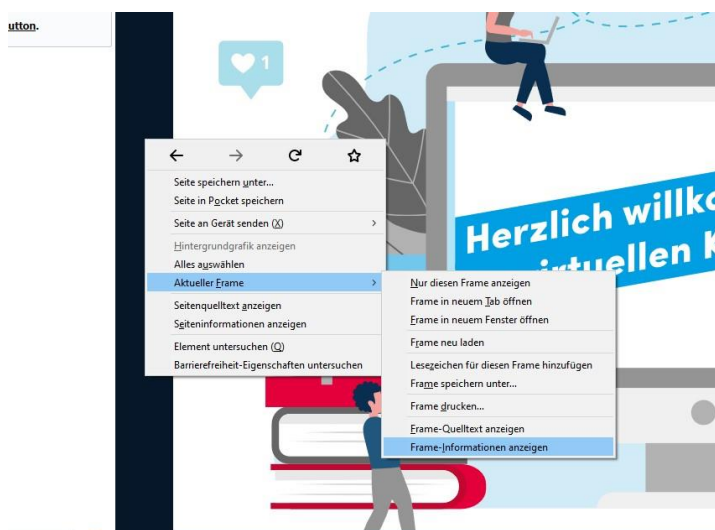 utton.
1
Seite speichern unter...
Seite in Pocket speichern
Seite an Gerät senden (X)
Hintergrundgrafik anzeigen
Alles auswählen
Aktueller Frame
Seitenquelltext anzeigen
Seiteninformationen anzeigen
Element untersuchen (Q)
Barrierefreiheit-Eigenschaften untersuchen
Nur diesen Frame anzeigen
Frame in neuem Tab öffnen
Frame in neuem Fenster öffnen
Frame neu laden
Lesezeichen für diesen Frame hinzufügen
Frame speichern unter...
Frame drucken...
Frame-Quelltext anzeigen
Frame-Informationen anzeigen
Herzlich willko
irtuellen K